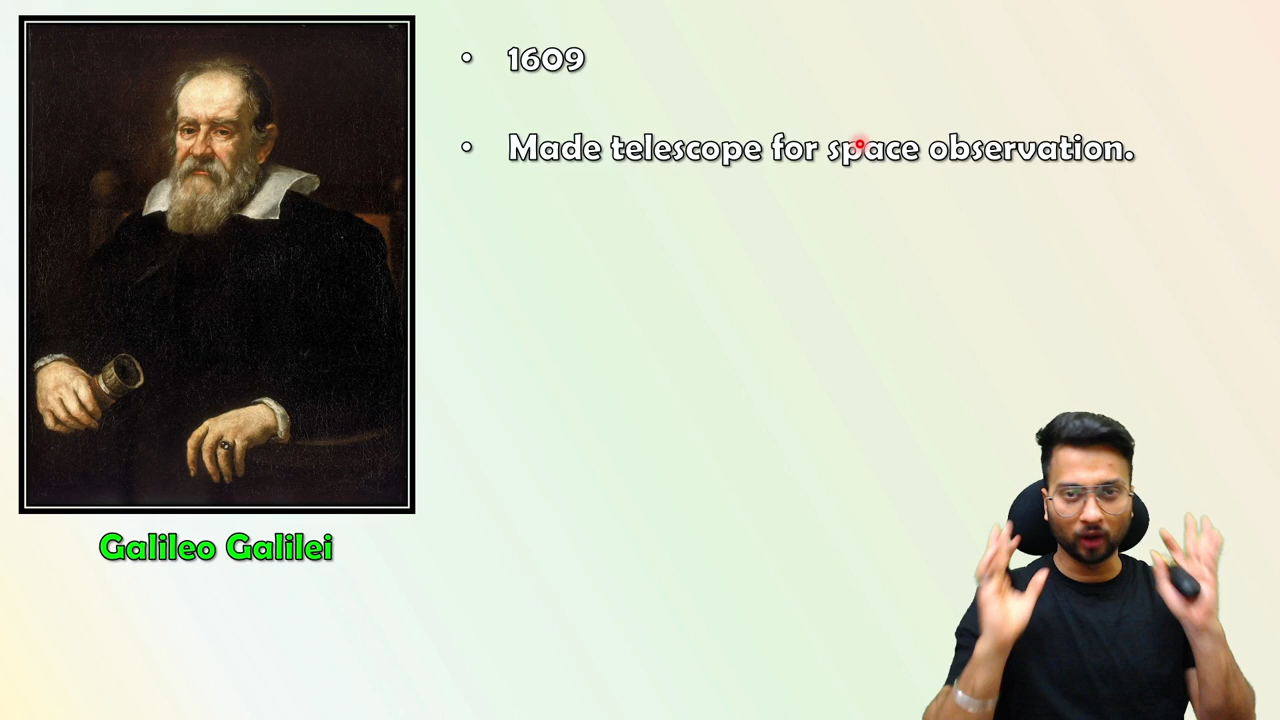 • 1609
• Made telescope for space observation.
Galileo Galilei